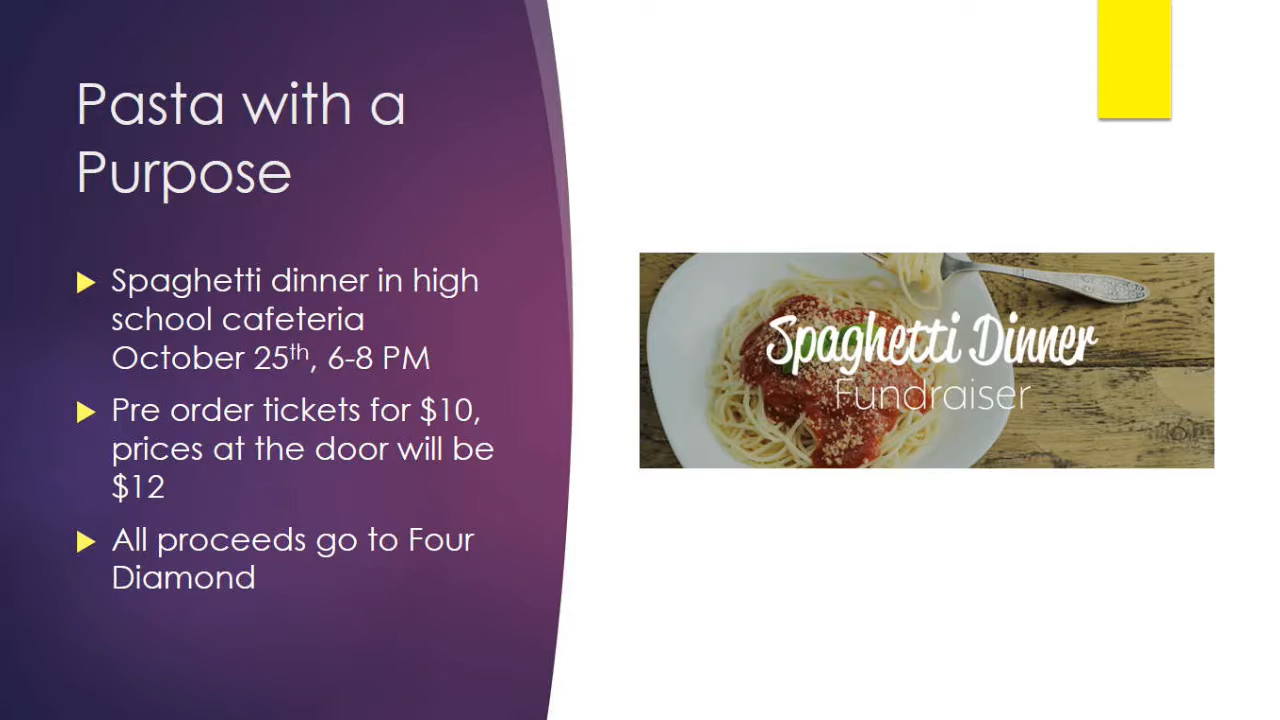 Pasta with a
Purpose
Spaghetti dinner in high
school cafeteria
October 25th, 6-8 PM
Pre order tickets for $10,
prices at the door will be
$12
All proceeds go to Four
Diamond
Spaghetti Dinner
Fundraiser